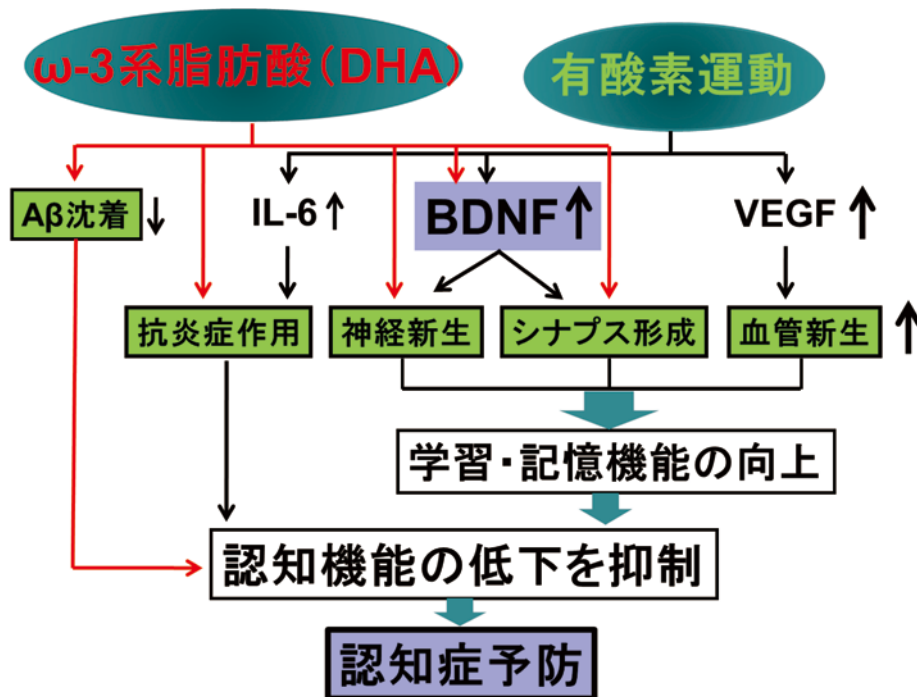 ω-3系脂肪酸(DHA)
有酸素運動
Aβ沈着↓
IL-6↑
BDNF↑
VEGF↑
抗炎症作用
神経新生
シナプス形成
血管新生↑
学習・記憶機能の向上
認知機能の低下を抑制
認知症予防